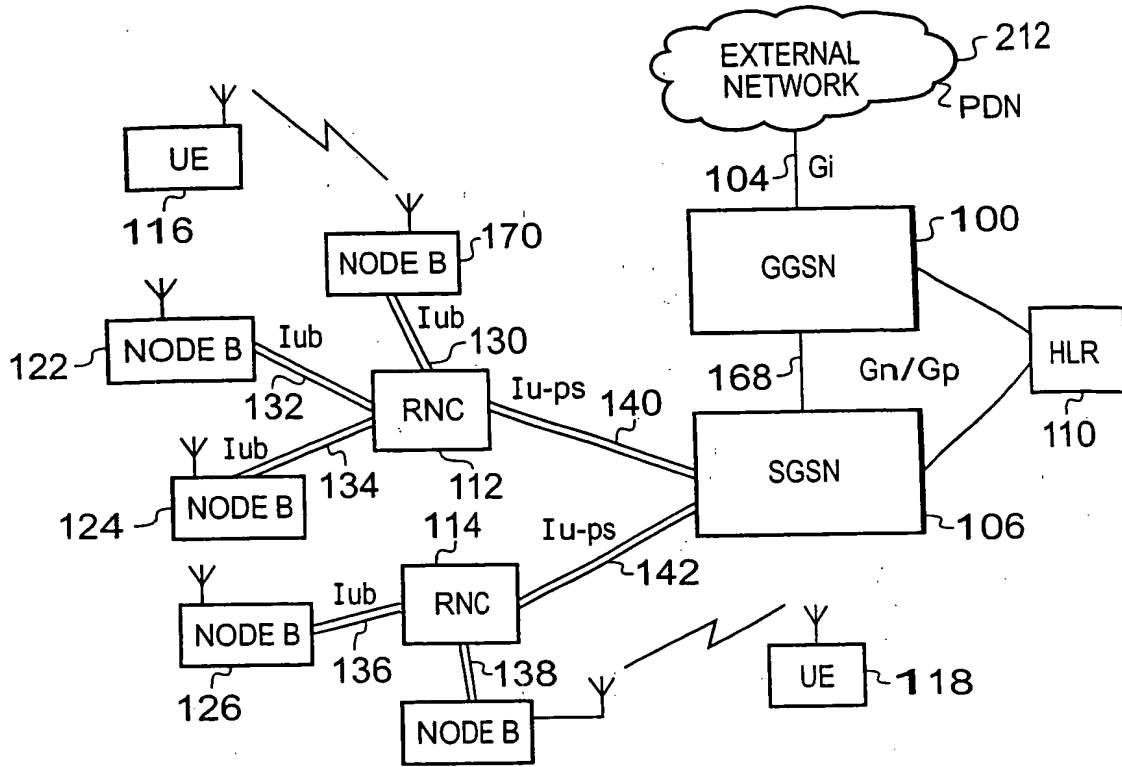 EXTERNAL
NETWORK
212
PDN
104
Gi
UE
116
100
GGSN
170
NODE B
Iub
130
122
NODE B
Iub
132
RNC
112
Iu-ps
140
168
Gn/Gp
HLR
110
Iub
134
124
NODE B
SGSN
106
114
Iu-ps
142
RNC
Iub
136
NODE B
126
138
NODE B
UE
118